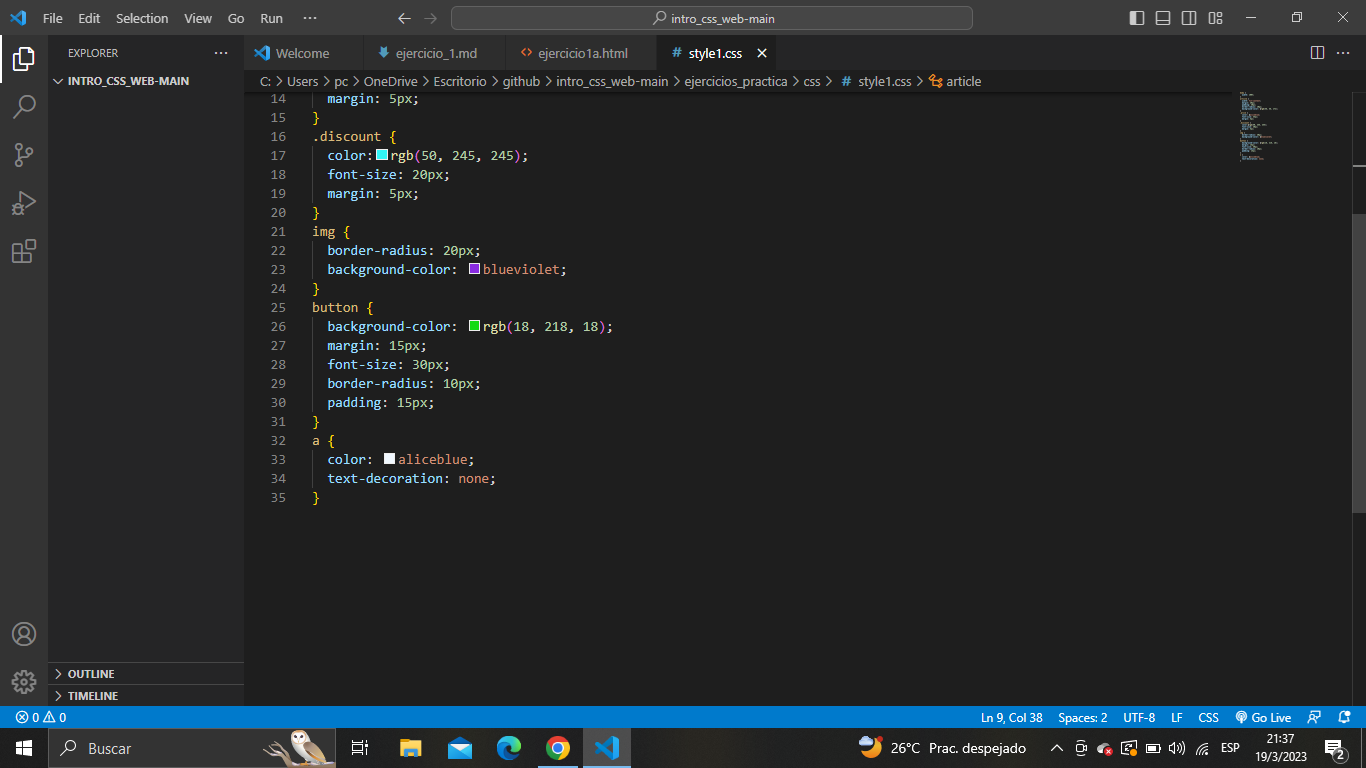 File Edit Selection View Go Run ··· intro_css_web-main
EXPLORER ···
INTRO_CSS_WEB-MAIN
OUTLINE
TIMELINE
Welcome ejercicio_1.md ejercicio1a.html style1.css
C: > Users > pc > OneDrive > Escritorio > github > intro_css_web-main > ejercicios_practica > css > # style1.css > article
14 margin: 5px;
15 }
16 .discount {
17 color: rgb(50, 245, 245);
18 font-size: 20px;
19 margin: 5px;
20 }
21 img {
22 border-radius: 20px;
23 background-color: blueviolet;
24 }
25 button {
26 background-color: rgb(18, 218, 18);
27 margin: 15px;
28 font-size: 30px;
29 border-radius: 10px;
30 padding: 15px;
31 }
32 a {
33 color: aliceblue;
34 text-decoration: none;
35 }
0 0 Ln 9, Col 38 Spaces: 2 UTF-8 LF CSS Go Live
Buscar 26°C Prac. despejado ESP 21:37
19/3/2023 2